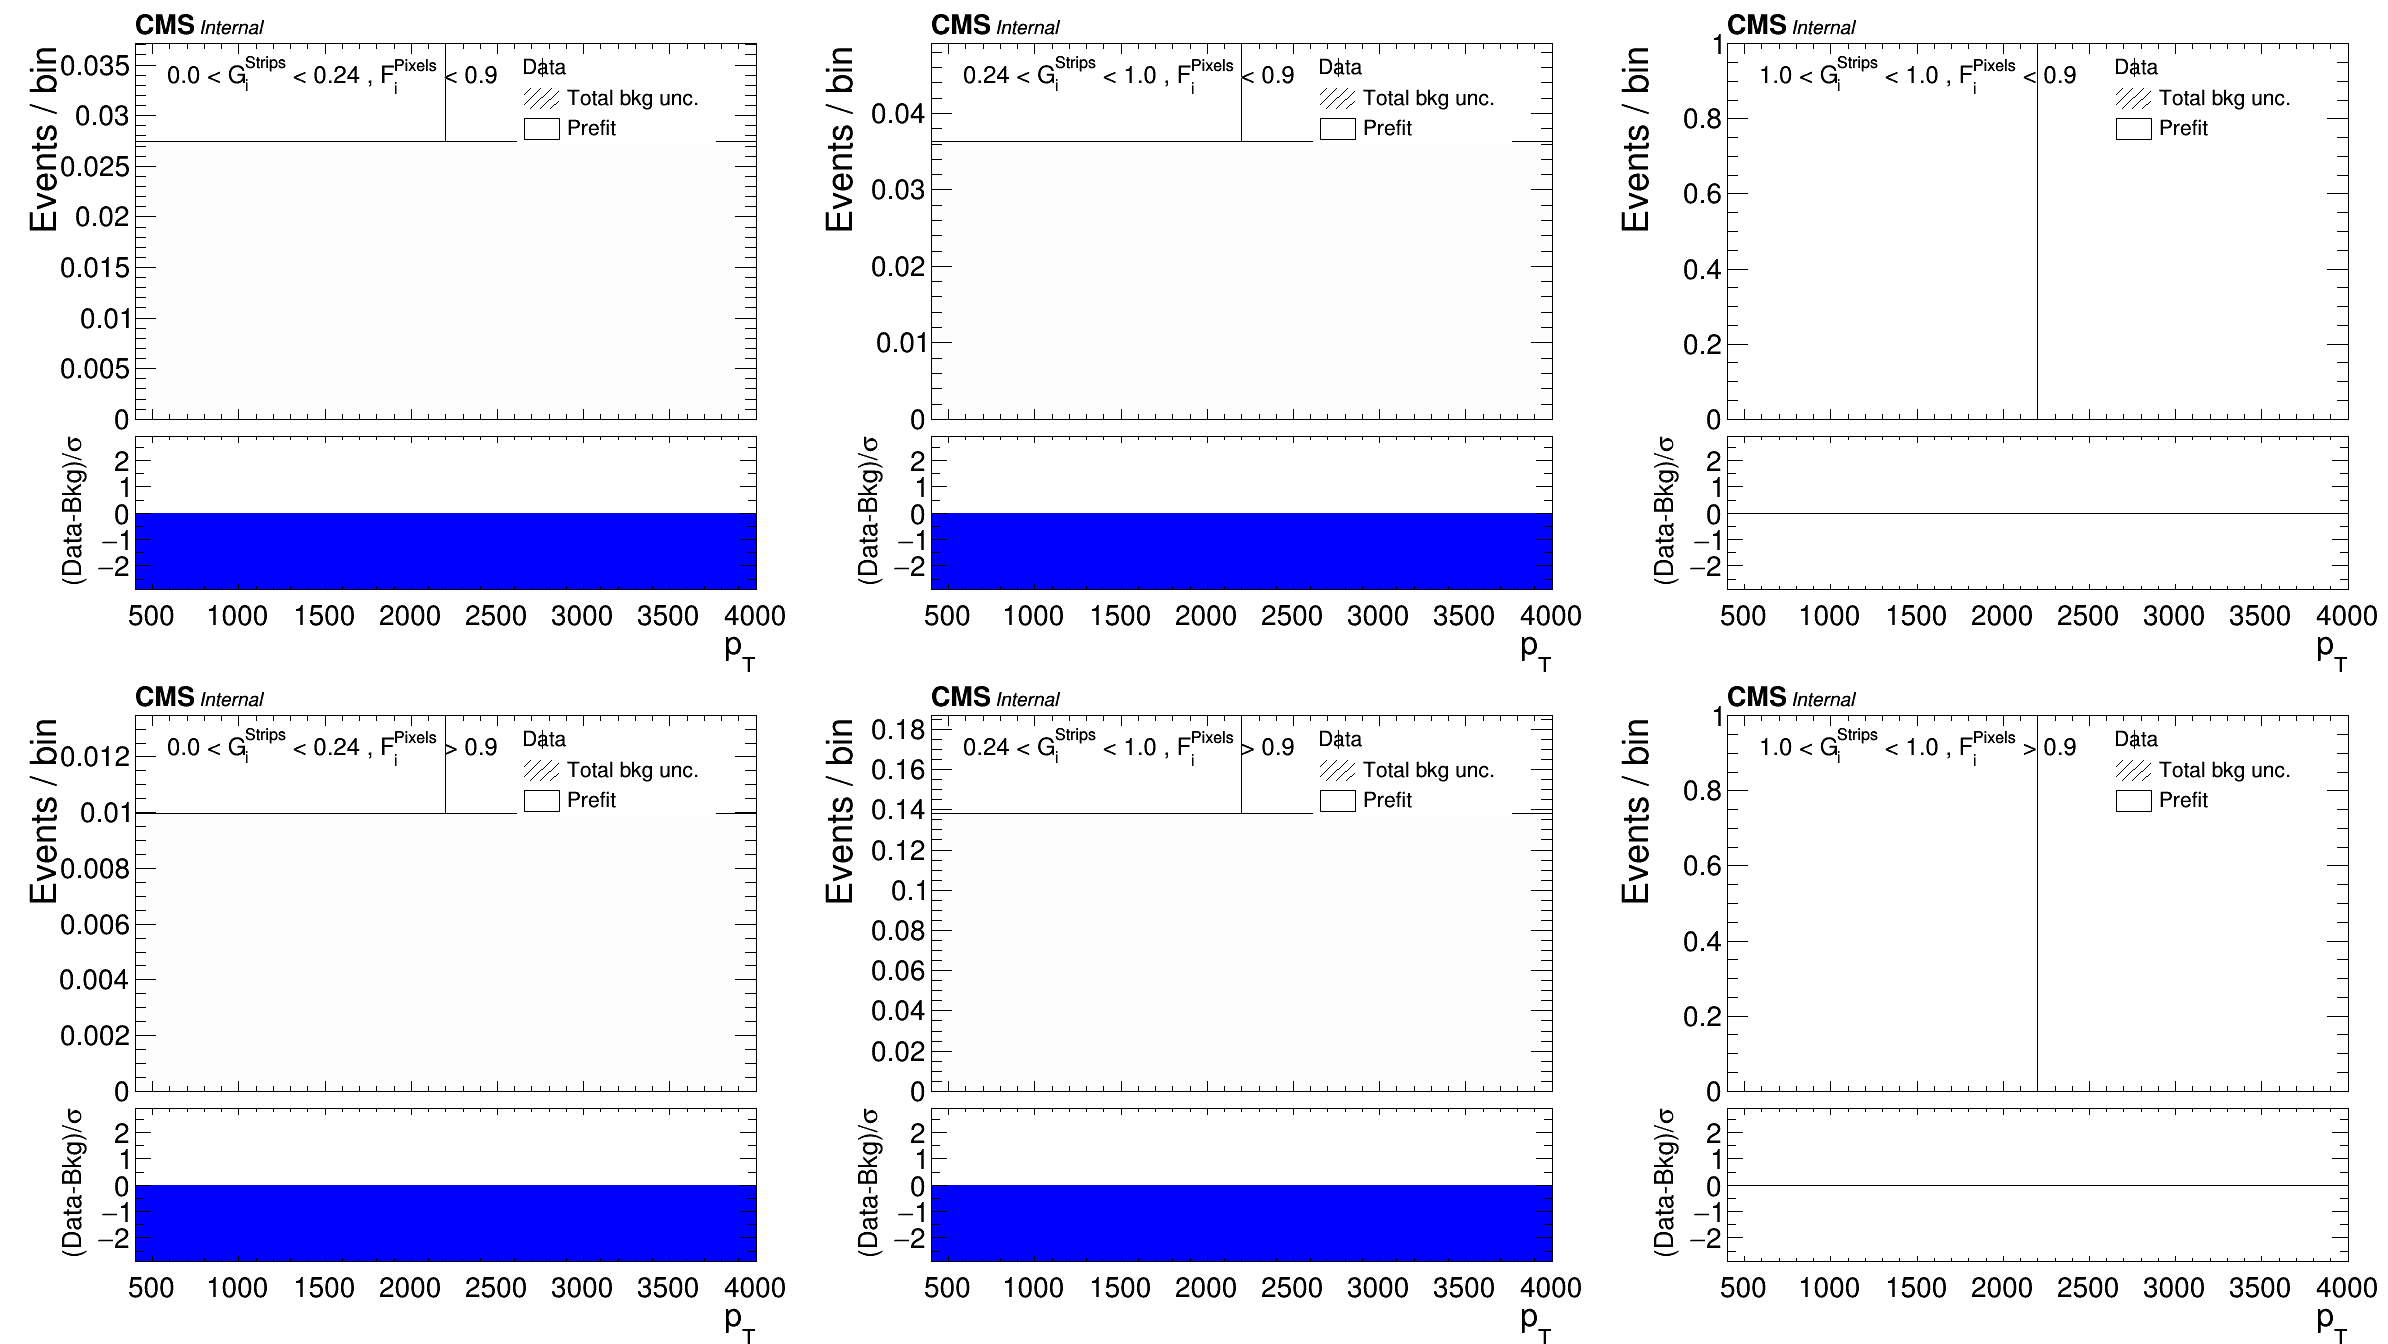 CMS Internal
Events / bin
0.0 < G_i^Strips < 0.24 , F_i^Pixels < 0.9
Data
Total bkg unc.
Prefit
0.035
0.03
0.025
0.02
0.015
0.01
0.005
0
(Data-Bkg)/σ
2
1
0
−1
−2
500 1000 1500 2000 2500 3000 3500 4000
p_T
CMS Internal
Events / bin
0.24 < G_i^Strips < 1.0 , F_i^Pixels < 0.9
Data
Total bkg unc.
Prefit
0.04
0.03
0.02
0.01
0
(Data-Bkg)/σ
2
1
0
−1
−2
500 1000 1500 2000 2500 3000 3500 4000
p_T
CMS Internal
Events / bin
1.0 < G_i^Strips < 1.0 , F_i^Pixels < 0.9
Data
Total bkg unc.
Prefit
1
0.8
0.6
0.4
0.2
0
(Data-Bkg)/σ
2
1
0
−1
−2
500 1000 1500 2000 2500 3000 3500 4000
p_T
CMS Internal
Events / bin
0.0 < G_i^Strips < 0.24 , F_i^Pixels > 0.9
Data
Total bkg unc.
Prefit
0.012
0.01
0.008
0.006
0.004
0.002
0
(Data-Bkg)/σ
2
1
0
−1
−2
500 1000 1500 2000 2500 3000 3500 4000
p_T
CMS Internal
Events / bin
0.24 < G_i^Strips < 1.0 , F_i^Pixels > 0.9
Data
Total bkg unc.
Prefit
0.18
0.16
0.14
0.12
0.1
0.08
0.06
0.04
0.02
0
(Data-Bkg)/σ
2
1
0
−1
−2
500 1000 1500 2000 2500 3000 3500 4000
p_T
CMS Internal
Events / bin
1.0 < G_i^Strips < 1.0 , F_i^Pixels > 0.9
Data
Total bkg unc.
Prefit
1
0.8
0.6
0.4
0.2
0
(Data-Bkg)/σ
2
1
0
−1
−2
500 1000 1500 2000 2500 3000 3500 4000
p_T